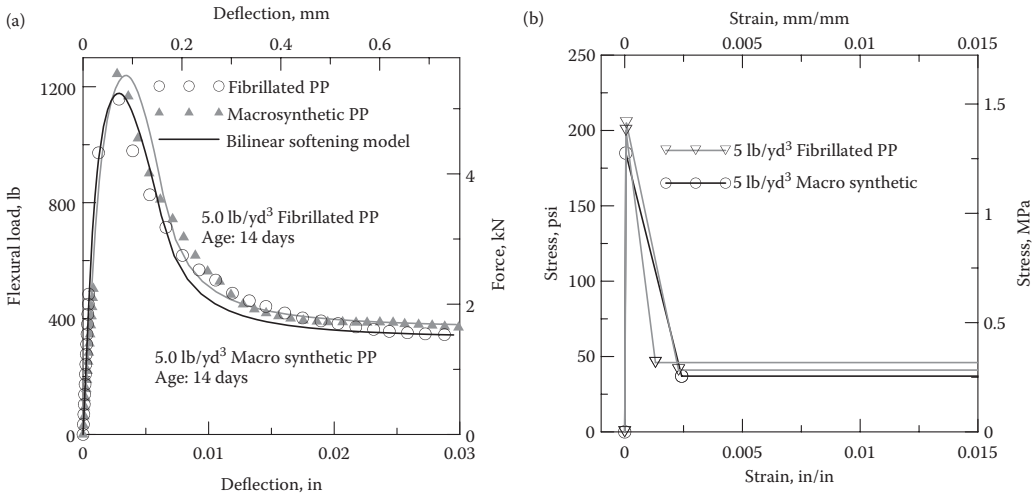 (a)
Deflection, mm
0 0.2 0.4 0.6
1200
800
400
0
Flexural load, lb
Fibrillated PP
Macrosynthetic PP
Bilinear softening model
5.0 lb/yd³ Fibrillated PP
Age: 14 days
5.0 lb/yd³ Macro synthetic PP
Age: 14 days
4
2
0
Force, kN
0 0.01 0.02 0.03
Deflection, in
(b)
Strain, mm/mm
0 0.005 0.01 0.015
250
200
150
100
50
0
Stress, psi
5 lb/yd³ Fibrillated PP
5 lb/yd³ Macro synthetic
1.5
1
0.5
0
Stress, MPa
0 0.005 0.01 0.015
Strain, in/in